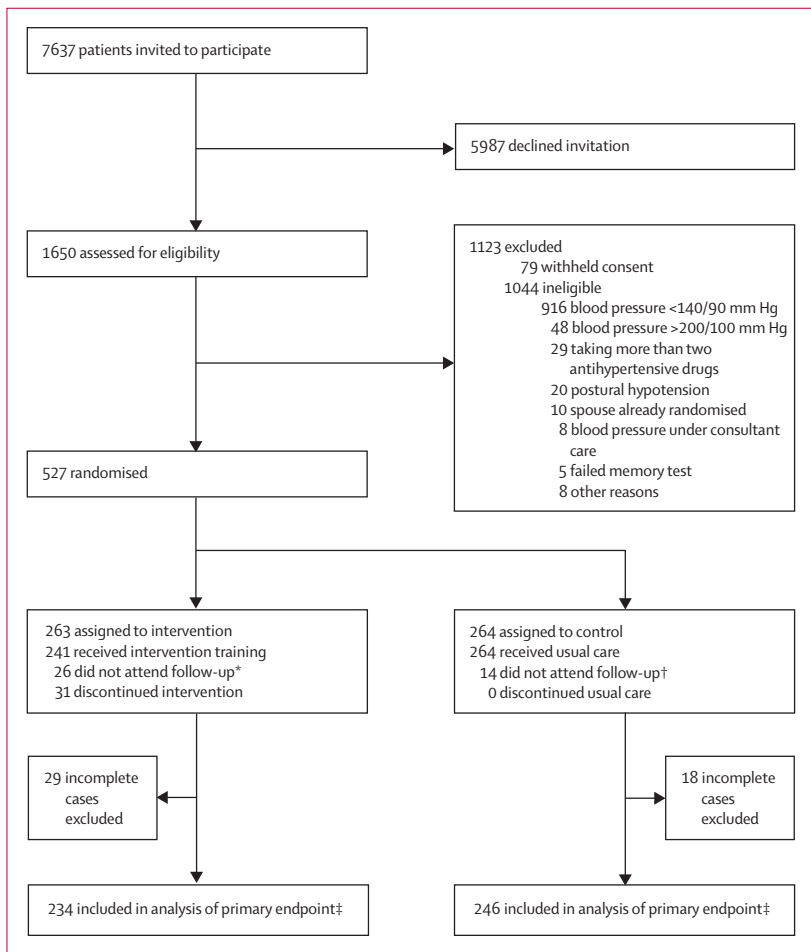 7637 patients invited to participate
5987 declined invitation
1650 assessed for eligibility
1123 excluded
79 withheld consent
1044 ineligible
916 blood pressure <140/90 mm Hg
48 blood pressure >200/100 mm Hg
29 taking more than two
antihypertensive drugs
20 postural hypotension
10 spouse already randomised
8 blood pressure under consultant
care
5 failed memory test
8 other reasons
527 randomised
263 assigned to intervention
241 received intervention training
26 did not attend follow-up*
31 discontinued intervention
264 assigned to control
264 received usual care
14 did not attend follow-up†
0 discontinued usual care
29 incomplete
cases
excluded
18 incomplete
cases
excluded
234 included in analysis of primary endpoint‡
246 included in analysis of primary endpoint‡